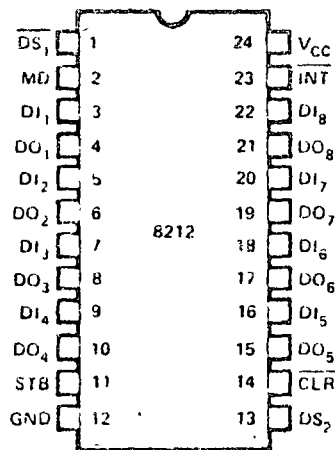 DS₁ 1 24 V_CC
MD 2 23 INT
DI₁ 3 22 DI₈
DO₁ 4 21 DO₈
DI₂ 5 20 DI₇
DO₂ 6 19 DO₇
8212
DI₃ 7 18 DI₆
DO₃ 8 17 DO₆
DI₄ 9 16 DI₅
DO₄ 10 15 DO₅
STB 11 14 CLR
GND 12 13 DS₂